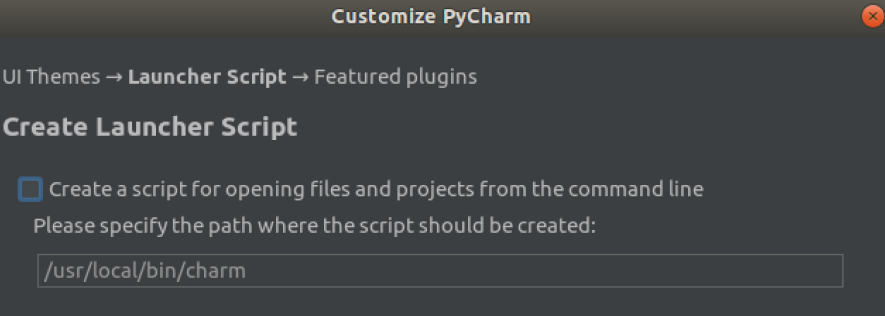 Customize PyCharm
UI Themes → Launcher Script → Featured plugins
Create Launcher Script
Create a script for opening files and projects from the command line
Please specify the path where the script should be created:
/usr/local/bin/charm